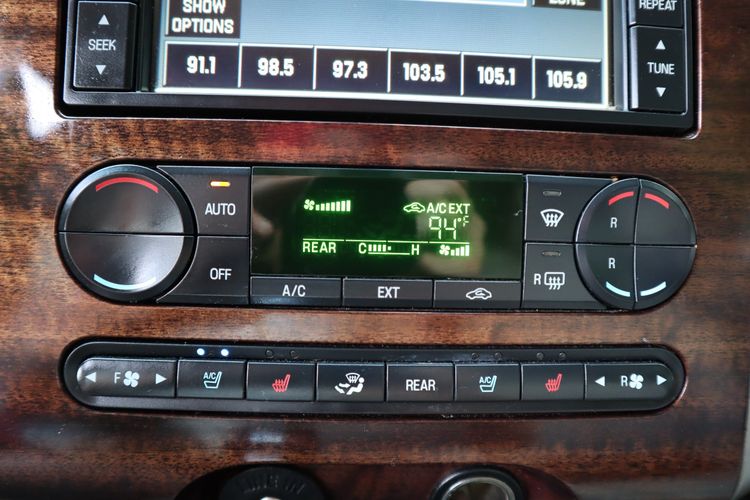 SHOW
OPTIONS
ZONE
REPEAT
SEEK
TUNE
91.1
98.5
97.3
103.5
105.1
105.9
AUTO
OFF
A/C EXT
94°F
REAR
C H
A/C
EXT
R
R
R
F
A/C
REAR
A/C
R